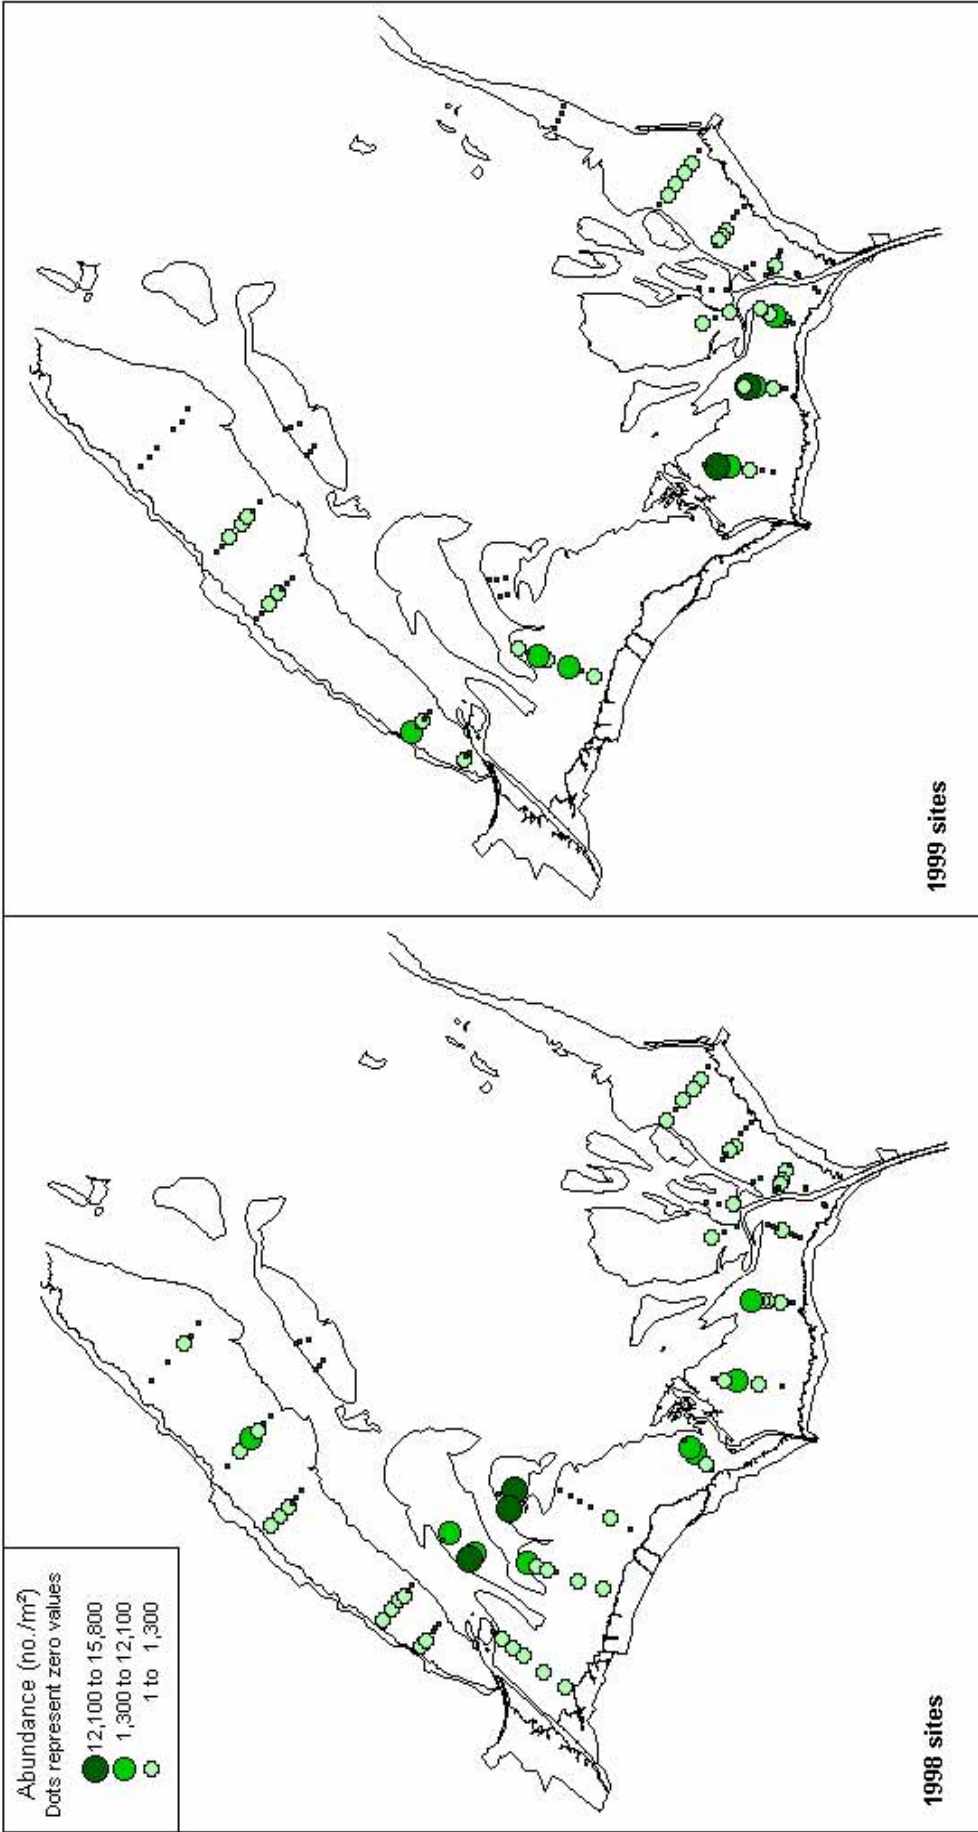 Abundance (no./m²)
Dots represent zero values
12,100 to 15,800
1,300 to 12,100
1 to 1,300
1998 sites
1999 sites